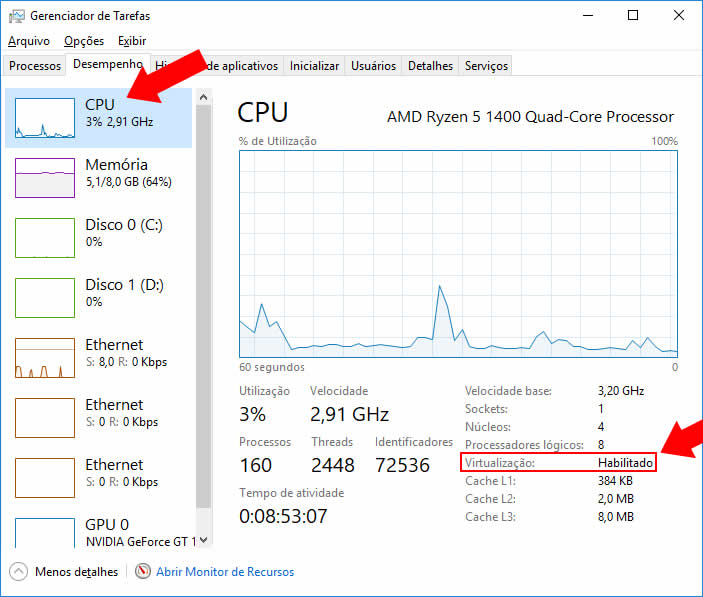 Gerenciador de Tarefas
Arquivo Opções Exibir
Processos Desempenho de aplicativos Inicializar Usuários Detalhes Serviços
CPU
3% 2,91 GHz
Memória
5,1/8,0 GB (64%)
Disco 0 (C:)
0%
Disco 1 (D:)
0%
Ethernet
S: 8,0 R: 0 Kbps
Ethernet
S: 0 R: 0 Kbps
Ethernet
S: 0 R: 0 Kbps
GPU 0
NVIDIA GeForce GT 1
CPU AMD Ryzen 5 1400 Quad-Core Processor
% de Utilização 100%
60 segundos 0
Utilização Velocidade
3% 2,91 GHz
Processos Threads Identificadores
160 2448 72536
Tempo de atividade
0:08:53:07
Velocidade base: 3,20 GHz
Sockets: 1
Núcleos: 4
Processadores lógicos: 8
Virtualização: Habilitado
Cache L1: 384 KB
Cache L2: 2,0 MB
Cache L3: 8,0 MB
Menos detalhes Abrir Monitor de Recursos